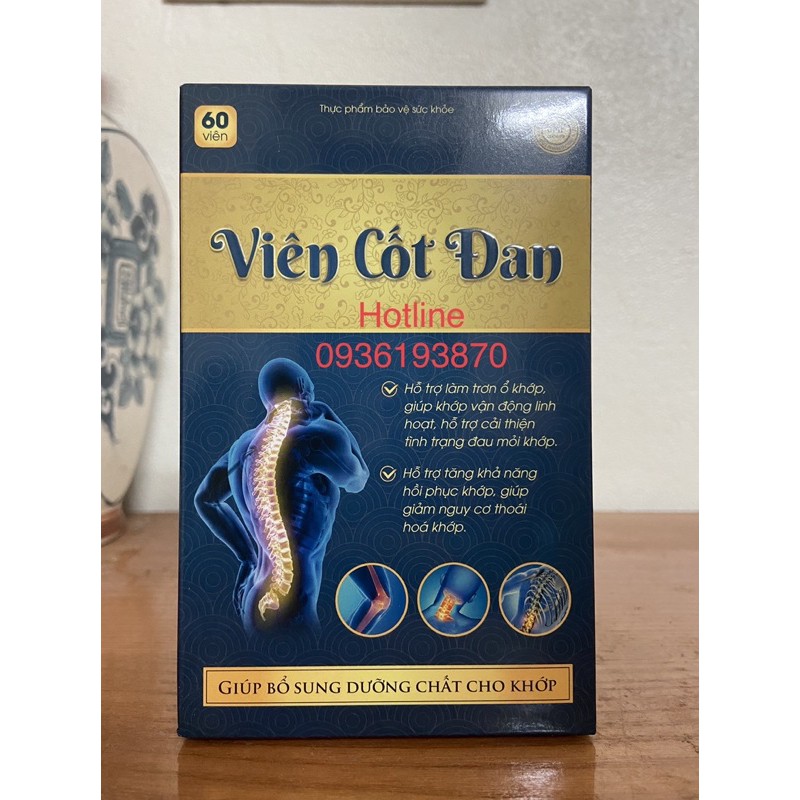 60
viên
Thực phẩm bảo vệ sức khỏe
Viên Cốt Đan
Hotline
0936193870
Hỗ trợ làm trơn ổ khớp,
giúp khớp vận động linh
hoạt, hỗ trợ cải thiện
tình trạng đau mỏi khớp.
Hỗ trợ tăng khả năng
hồi phục khớp, giúp
giảm nguy cơ thoái
hoá khớp.
GIÚP BỔ SUNG DƯỠNG CHẤT CHO KHỚP